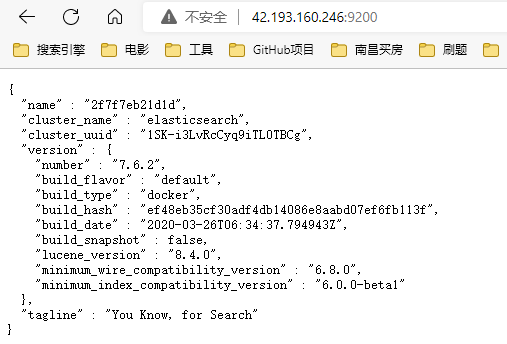 不安全 | 42.193.160.246:9200
搜索引擎 电影 工具 GitHub项目 南昌买房 刷题
{
"name" : "2f7f7eb21d1d",
"cluster_name" : "elasticsearch",
"cluster_uuid" : "1SK-i3LvRcCyq9iTL0TBCg",
"version" : {
"number" : "7.6.2",
"build_flavor" : "default",
"build_type" : "docker",
"build_hash" : "ef48eb35cf30adf4db14086e8aabd07ef6fb113f",
"build_date" : "2020-03-26T06:34:37.794943Z",
"build_snapshot" : false,
"lucene_version" : "8.4.0",
"minimum_wire_compatibility_version" : "6.8.0",
"minimum_index_compatibility_version" : "6.0.0-beta1"
},
"tagline" : "You Know, for Search"
}